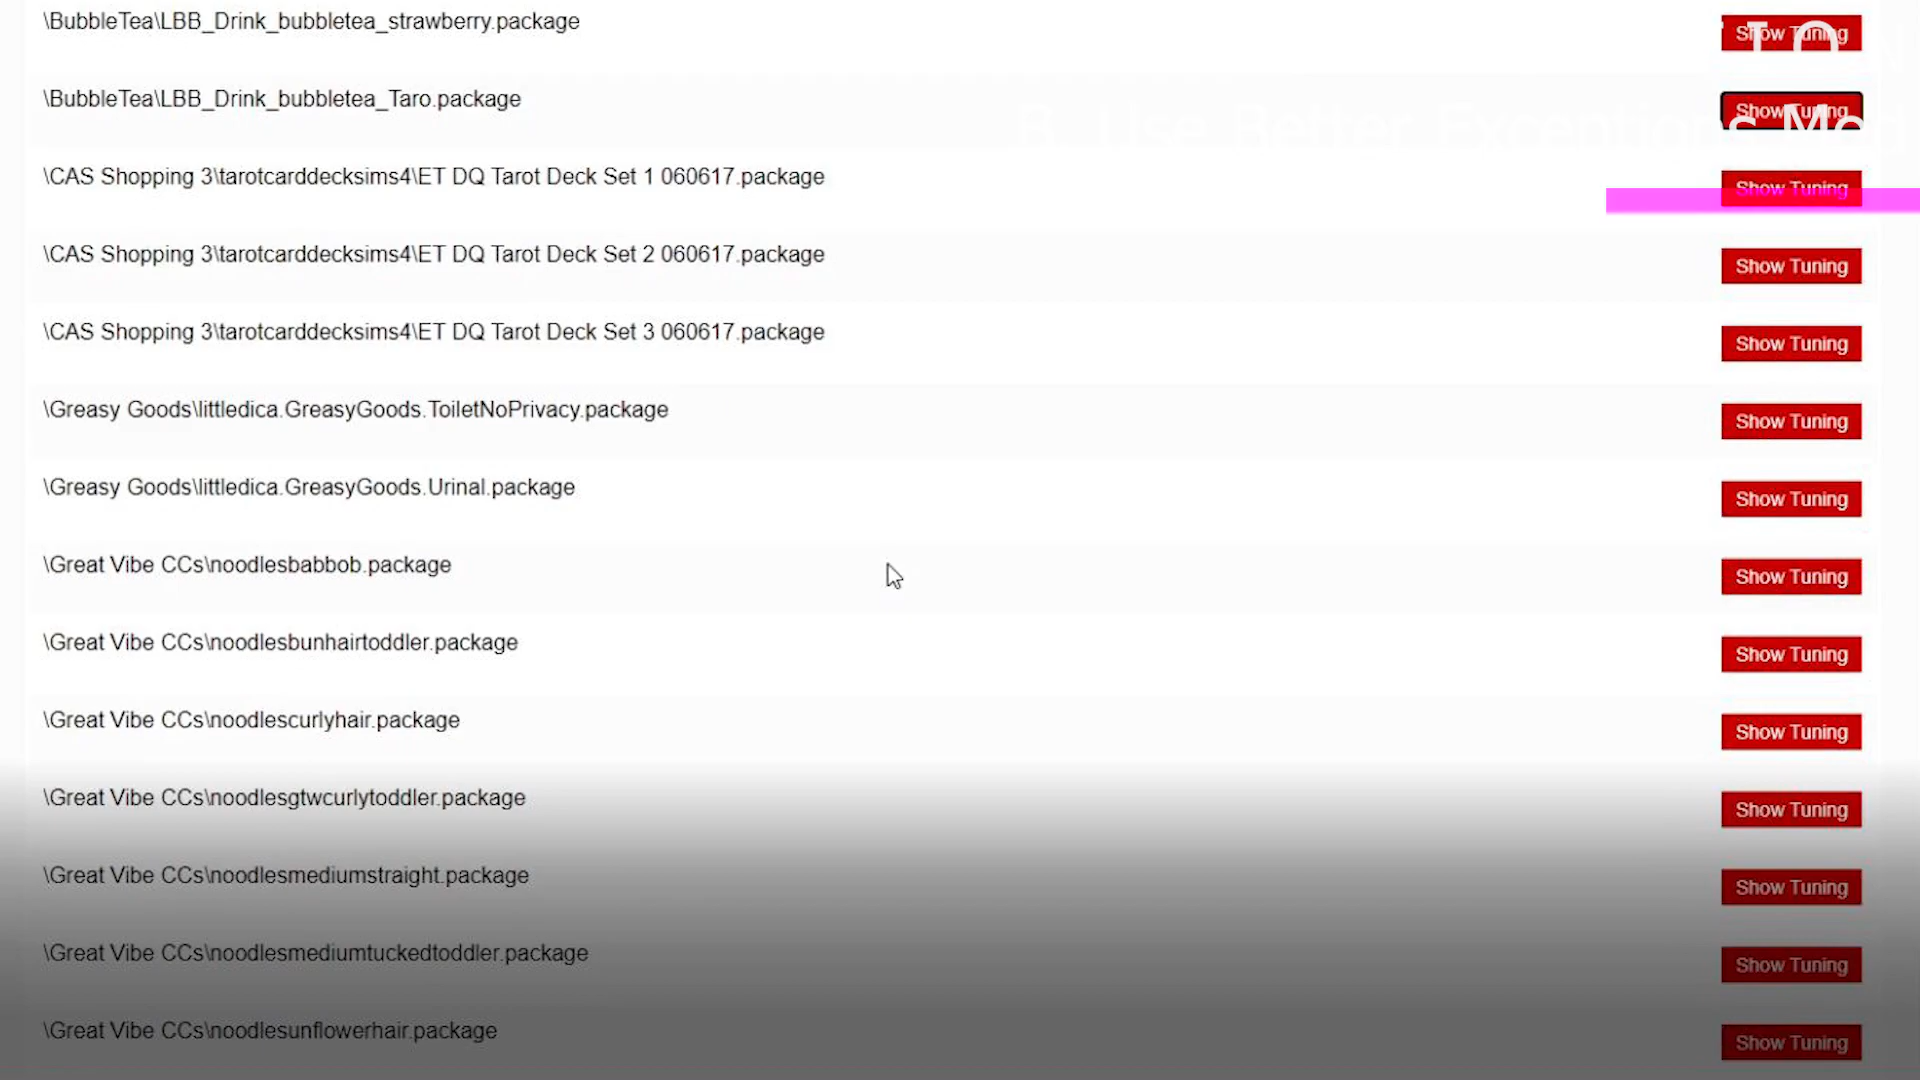 \BubbleTea\LBB_Drink_bubbletea_strawberry.package
Show Tuning
\BubbleTea\LBB_Drink_bubbletea_Taro.package
Show Tuning
B. Use Better Exceptions Mod
\CAS Shopping 3\tarotcarddecksims4\ET DQ Tarot Deck Set 1 060617.package
Show Tuning
\CAS Shopping 3\tarotcarddecksims4\ET DQ Tarot Deck Set 2 060617.package
Show Tuning
\CAS Shopping 3\tarotcarddecksims4\ET DQ Tarot Deck Set 3 060617.package
Show Tuning
\Greasy Goods\littledica.GreasyGoods.ToiletNoPrivacy.package
Show Tuning
\Greasy Goods\littledica.GreasyGoods.Urinal.package
Show Tuning
\Great Vibe CCs\noodlesbabbob.package
Show Tuning
\Great Vibe CCs\noodlesbunhairtoddler.package
Show Tuning
\Great Vibe CCs\noodlescurlyhair.package
Show Tuning
\Great Vibe CCs\noodlesgtwcurlytoddler.package
Show Tuning
\Great Vibe CCs\noodlesmediumstraight.package
Show Tuning
\Great Vibe CCs\noodlesmediumtuckedtoddler.package
Show Tuning
\Great Vibe CCs\noodlesunflowerhair.package
Show Tuning